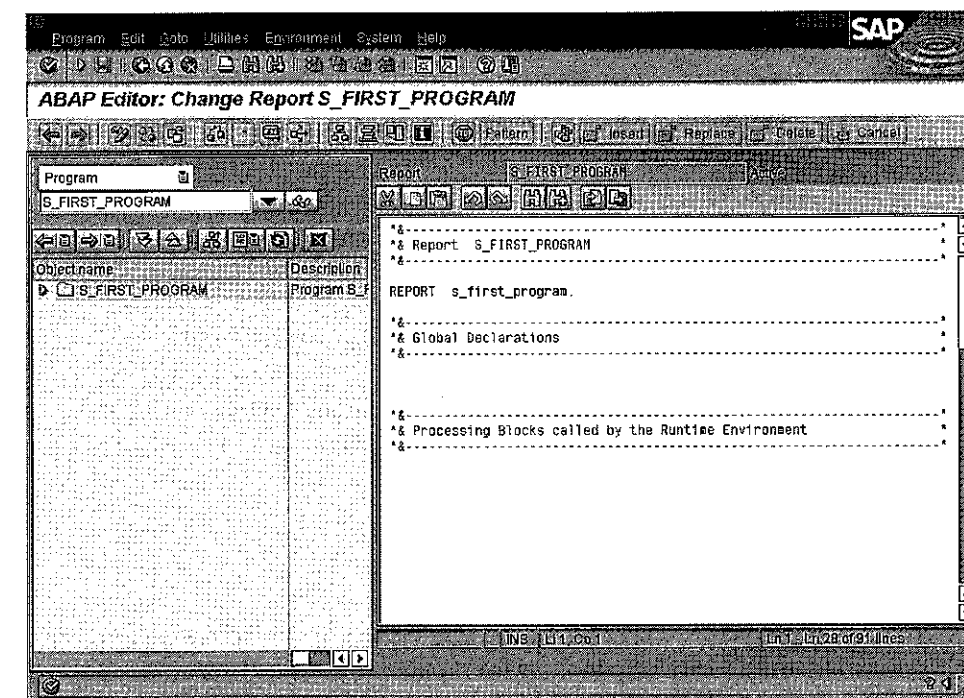 SAP
Program Edit Goto Utilities Environment System Help
ABAP Editor: Change Report S_FIRST_PROGRAM
Pattern Insert Replace Delete Cancel
Program
S_FIRST_PROGRAM
Object name Description
S_FIRST_PROGRAM Program S_F
Report S_FIRST_PROGRAM Active
*&---------------------------------------------------------------------*
*& Report S_FIRST_PROGRAM *
*&---------------------------------------------------------------------*
REPORT s_first_program.
*&---------------------------------------------------------------------*
*& Global Declarations *
*&---------------------------------------------------------------------*
*&---------------------------------------------------------------------*
*& Processing Blocks called by the Runtime Environment *
*&---------------------------------------------------------------------*
INS Li 1, Co 1 Ln 1 - Ln 28 of 91 lines